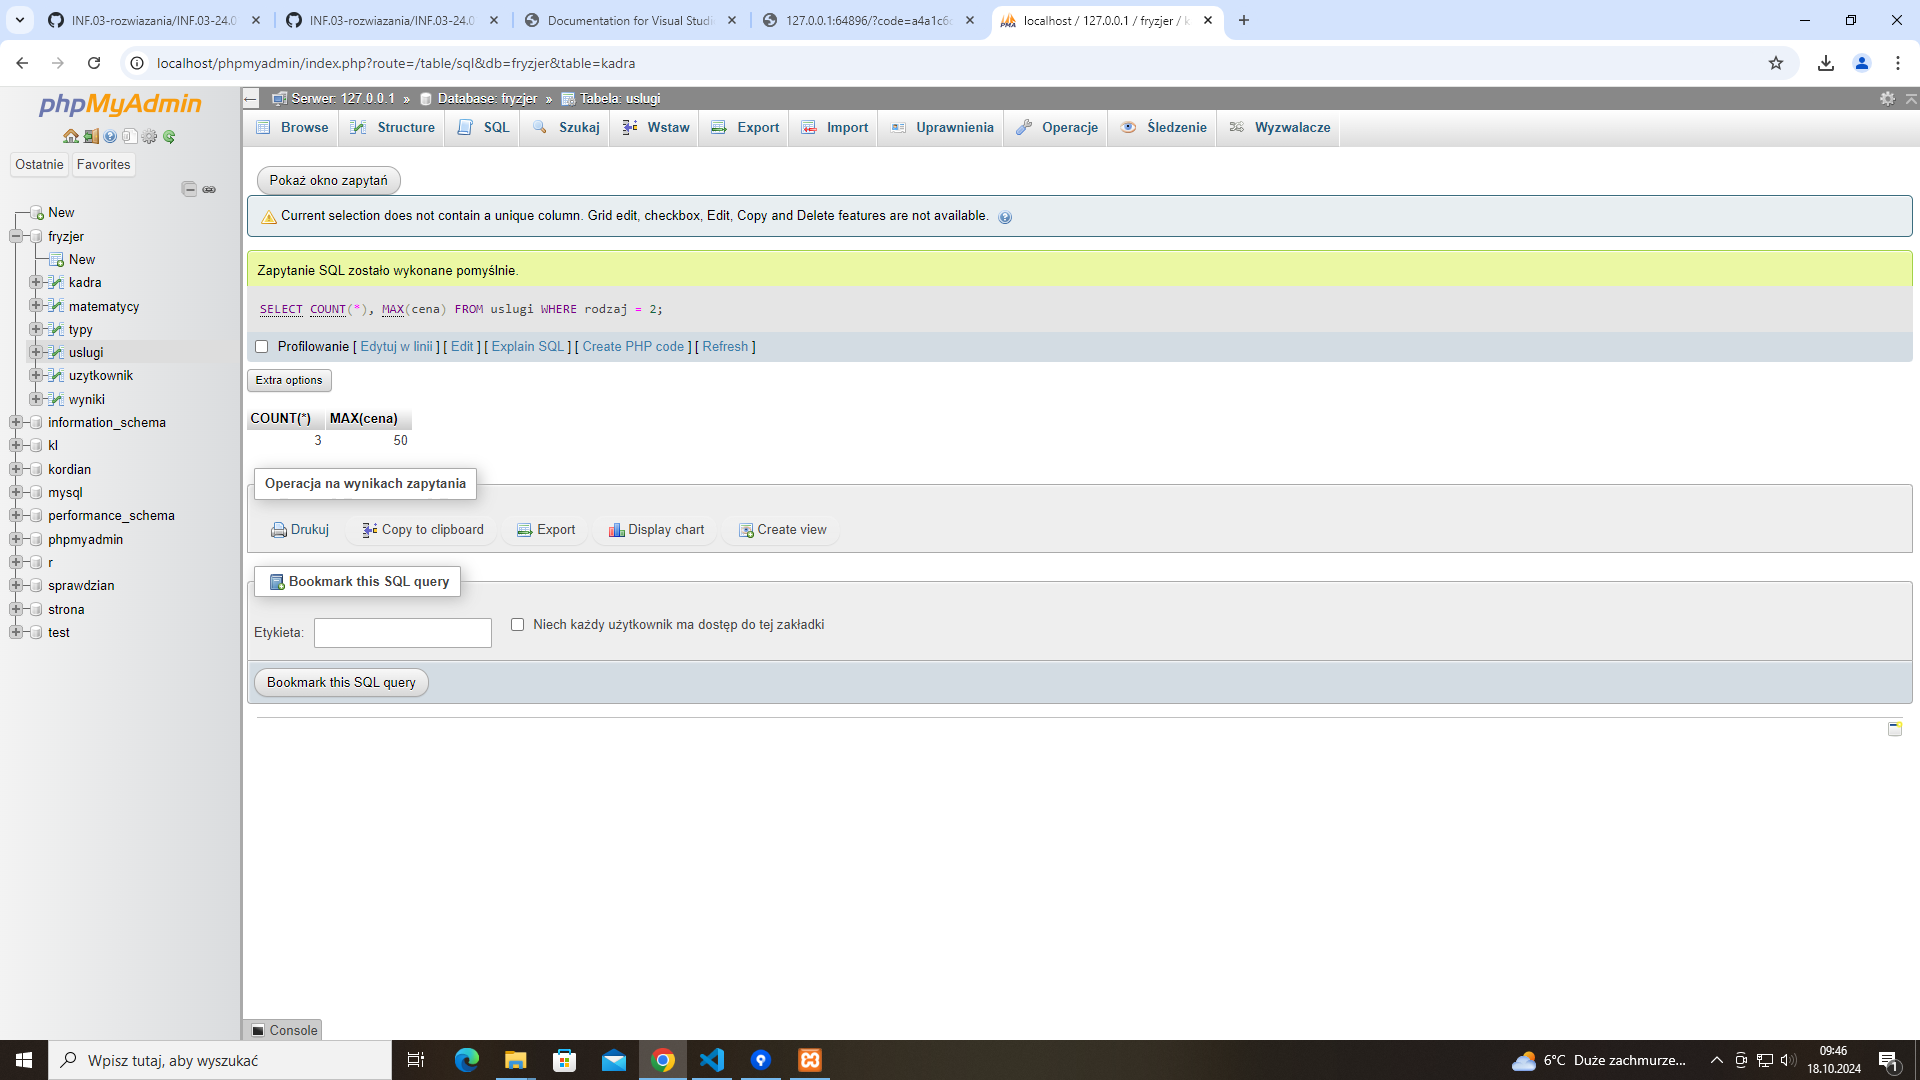 INF.03-rozwiazania/INF.03-24.0
INF.03-rozwiazania/INF.03-24.0
Documentation for Visual Studi
127.0.0.1:64896/?code=a4a1c6c
localhost / 127.0.0.1 / fryzjer / k
localhost/phpmyadmin/index.php?route=/table/sql&db=fryzjer&table=kadra
phpMyAdmin
Ostatnie
Favorites
New
fryzjer
New
kadra
matematycy
typy
uslugi
uzytkownik
wyniki
information_schema
kl
kordian
mysql
performance_schema
phpmyadmin
r
sprawdzian
strona
test
Serwer: 127.0.0.1 » Database: fryzjer » Tabela: uslugi
Browse Structure SQL Szukaj Wstaw Export Import Uprawnienia Operacje Śledzenie Wyzwalacze
Pokaż okno zapytań
Current selection does not contain a unique column. Grid edit, checkbox, Edit, Copy and Delete features are not available.
Zapytanie SQL zostało wykonane pomyślnie.
SELECT COUNT(*), MAX(cena) FROM uslugi WHERE rodzaj = 2;
Profilowanie [ Edytuj w linii ] [ Edit ] [ Explain SQL ] [ Create PHP code ] [ Refresh ]
Extra options
COUNT(*) MAX(cena)
3 50
Operacja na wynikach zapytania
Drukuj Copy to clipboard Export Display chart Create view
Bookmark this SQL query
Etykieta: Niech każdy użytkownik ma dostęp do tej zakładki
Bookmark this SQL query
Console
Wpisz tutaj, aby wyszukać
6°C Duże zachmurze...
09:46
18.10.2024
1